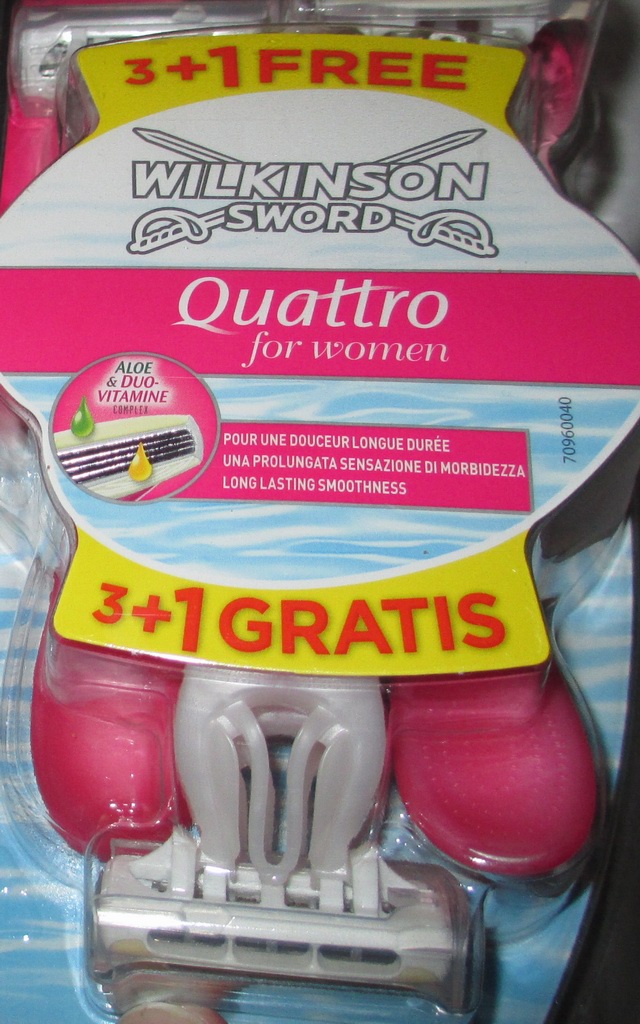 3+1 FREE
WILKINSON
SWORD
Quattro
for women
ALOE
& DUO-
VITAMINE
COMPLEX
POUR UNE DOUCEUR LONGUE DURÉE
UNA PROLUNGATA SENSAZIONE DI MORBIDEZZA
LONG LASTING SMOOTHNESS
70960040
3+1 GRATIS